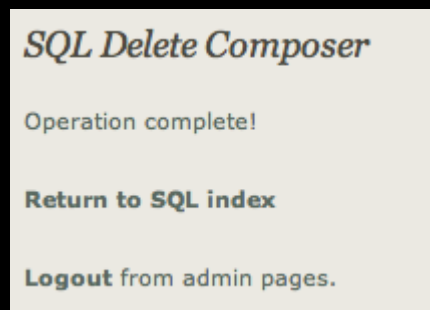 SQL Delete Composer
Operation complete!
Return to SQL index
Logout from admin pages.